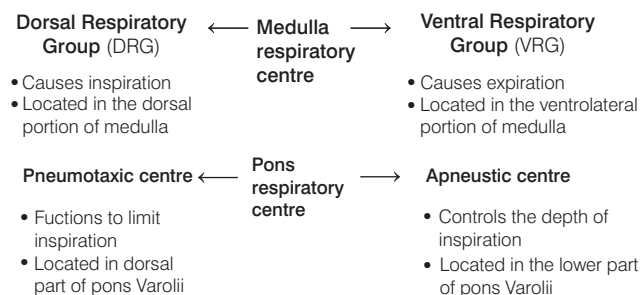 Dorsal Respiratory
Group (DRG)
• Causes inspiration
• Located in the dorsal
portion of medulla
Medulla
respiratory
centre
Ventral Respiratory
Group (VRG)
• Causes expiration
• Located in the ventrolateral
portion of medulla
Pneumotaxic centre
• Fuctions to limit
inspiration
• Located in dorsal
part of pons Varolii
Pons
respiratory
centre
Apneustic centre
• Controls the depth of
inspiration
• Located in the lower part
of pons Varolii